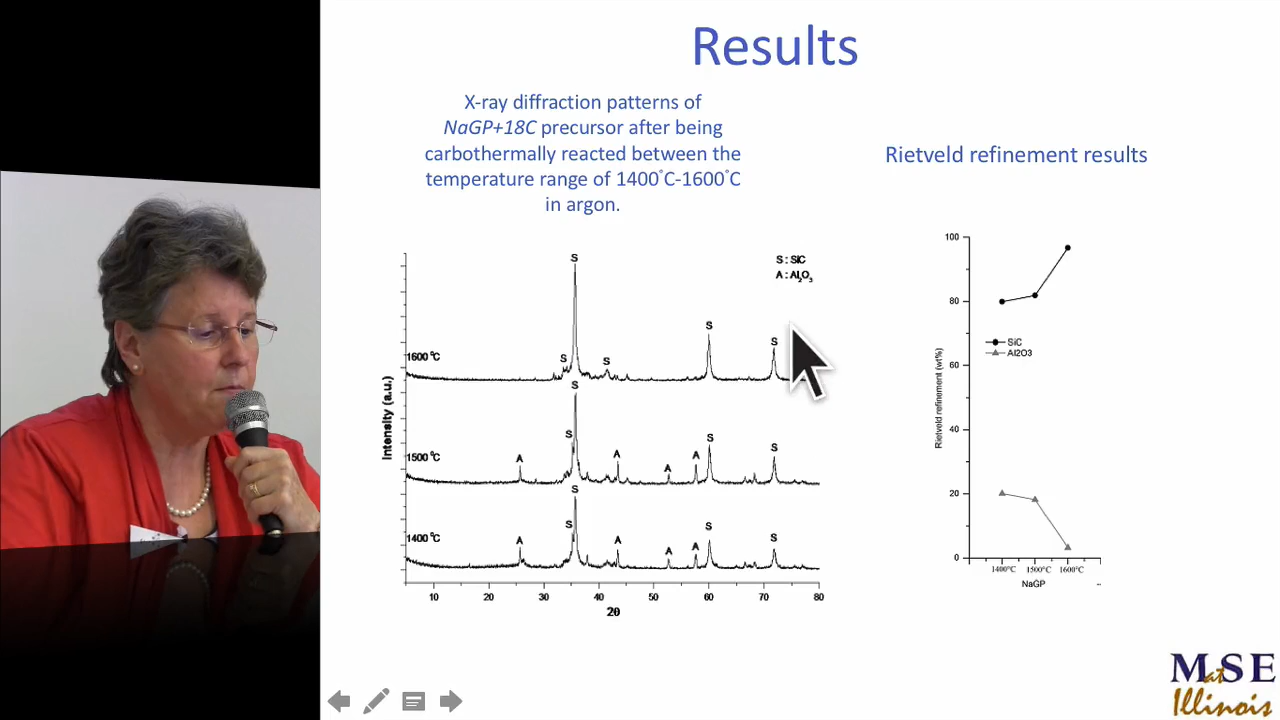 Results
X-ray diffraction patterns of
NaGP+18C precursor after being
carbothermally reacted between the
temperature range of 1400°C-1600°C
in argon.
Rietveld refinement results
S : SiC
A : Al2O3
Intensity (a.u.)
1600 °C
S
S
S
S
S
1500 °C
A
S
S
A
A
A
S
S
1400 °C
A
S
S
A
A
A
S
S
10 20 30 40 50 60 70 80
2θ
Rietveld refinement (wt%)
100
80
60
40
20
0
SiC
Al2O3
1400°C 1500°C 1600°C
NaGP
MatSE
Illinois